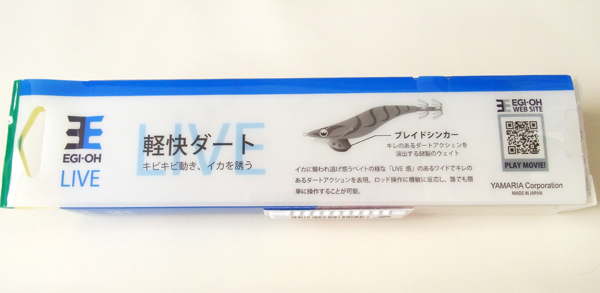 EGI-OH
LIVE
LIVE
軽快ダート
キビキビ動き、イカを誘う
ブレイドシンカー
キレのあるダートアクションを
演出する鋳製のウェイト
イカに襲われ逃げ惑うベイトの様な「LIVE 感」のあるワイドでキレの
あるダートアクションを表現。ロッド操作に機敏に反応し、誰でも簡
単に操作することが可能。
EGI-OH
WEB SITE
PLAY MOVIE!
YAMARIA Corporation
MADE IN JAPAN